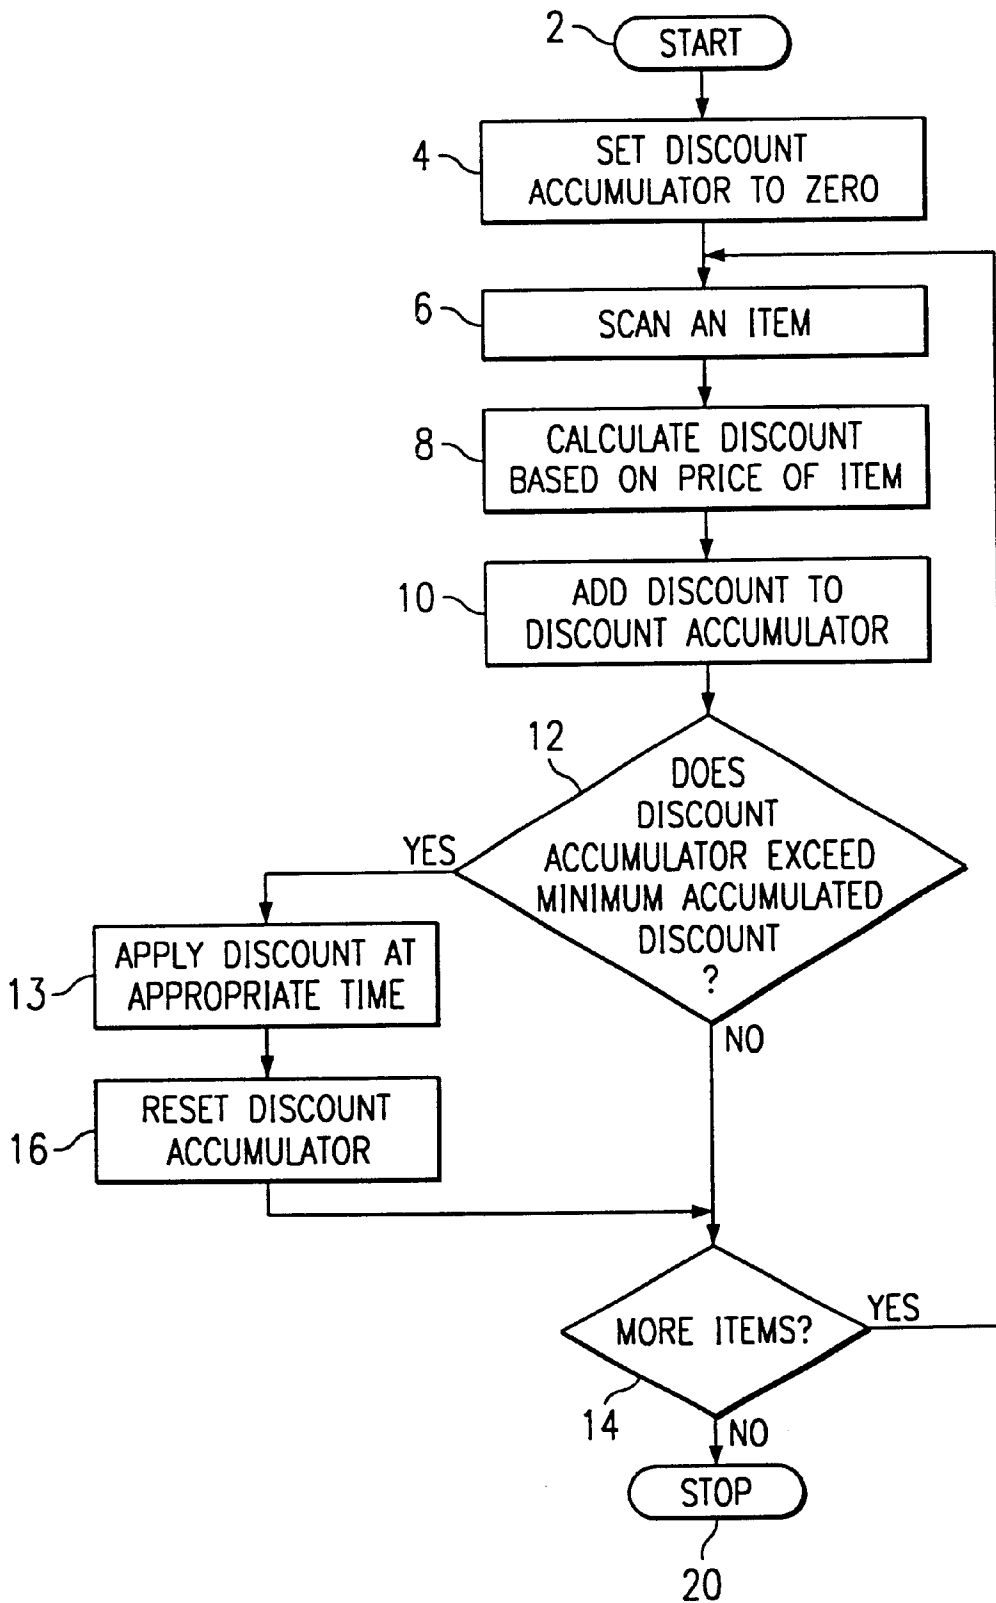 2
START
4
SET DISCOUNT
ACCUMULATOR TO ZERO
6
SCAN AN ITEM
8
CALCULATE DISCOUNT
BASED ON PRICE OF ITEM
10
ADD DISCOUNT TO
DISCOUNT ACCUMULATOR
12
DOES
DISCOUNT
ACCUMULATOR EXCEED
MINIMUM ACCUMULATED
DISCOUNT
?
YES
NO
13
APPLY DISCOUNT AT
APPROPRIATE TIME
16
RESET DISCOUNT
ACCUMULATOR
MORE ITEMS?
YES
14
NO
STOP
20